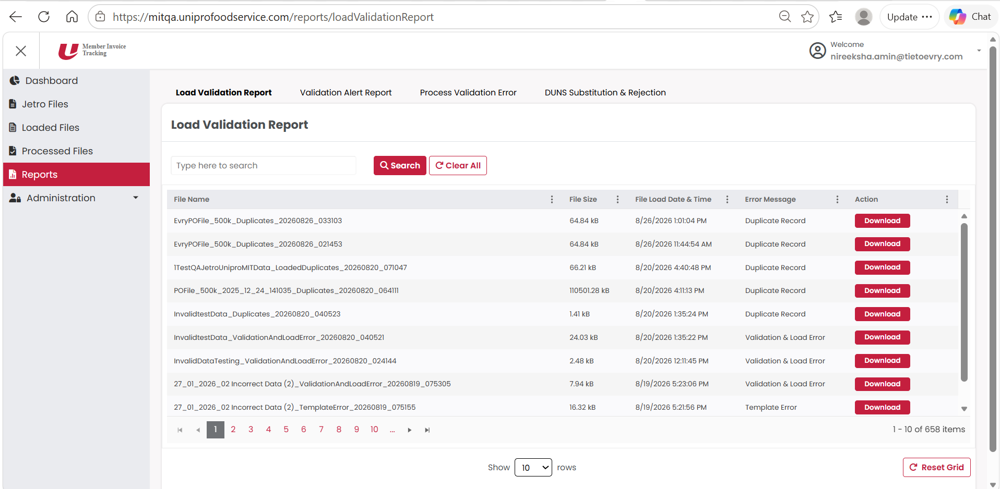 https://mitqa.uniprofoodservice.com/reports/loadValidationReport
Update
Chat
Member Invoice
Tracking
Welcome
nireeksha.amin@tietoevry.com
Dashboard
Jetro Files
Loaded Files
Processed Files
Reports
Administration
Load Validation Report Validation Alert Report Process Validation Error DUNS Substitution & Rejection
Load Validation Report
Type here to search Search Clear All
File Name File Size File Load Date & Time Error Message Action
EvryPOFile_500k_Duplicates_20260826_033103 64.84 kB 8/26/2026 1:01:04 PM Duplicate Record Download
EvryPOFile_500k_Duplicates_20260826_021453 64.84 kB 8/26/2026 11:44:54 AM Duplicate Record Download
1TestQAJetroUniproMITData_LoadedDuplicates_20260820_071047 66.21 kB 8/20/2026 4:40:48 PM Duplicate Record Download
POFile_500k_2025_12_24_141035_Duplicates_20260820_064111 110501.28 kB 8/20/2026 4:11:13 PM Duplicate Record Download
InvalidtestData_Duplicates_20260820_040523 1.41 kB 8/20/2026 1:35:24 PM Duplicate Record Download
InvalidtestData_ValidationAndLoadError_20260820_040521 24.03 kB 8/20/2026 1:35:22 PM Validation & Load Error Download
InvalidDataTesting_ValidationAndLoadError_20260820_024144 2.48 kB 8/20/2026 12:11:45 PM Validation & Load Error Download
27_01_2026_02 Incorrect Data (2)_ValidationAndLoadError_20260819_075305 7.94 kB 8/19/2026 5:23:06 PM Validation & Load Error Download
27_01_2026_02 Incorrect Data (2)_TemplateError_20260819_075155 16.32 kB 8/19/2026 5:21:56 PM Template Error Download
1 2 3 4 5 6 7 8 9 10 ... 1 - 10 of 658 items
Show 10 rows Reset Grid